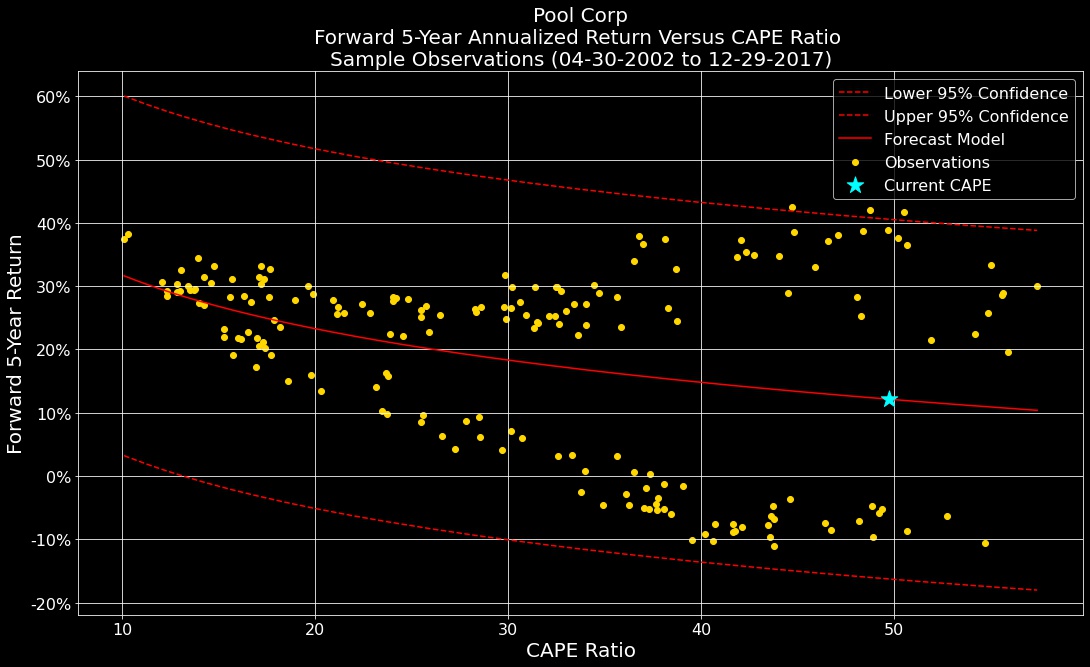 Pool Corp
Forward 5-Year Annualized Return Versus CAPE Ratio
Sample Observations (04-30-2002 to 12-29-2017)
Lower 95% Confidence
Upper 95% Confidence
Forecast Model
Observations
Current CAPE
Forward 5-Year Return
60%
50%
40%
30%
20%
10%
0%
-10%
-20%
10
20
30
40
50
CAPE Ratio